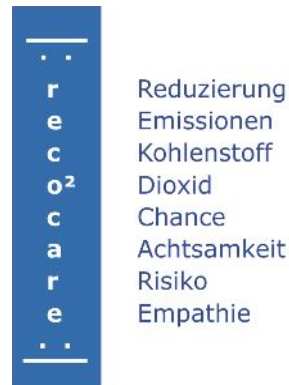 r Reduzierung
e Emissionen
c Kohlenstoff
o² Dioxid
c Chance
a Achtsamkeit
r Risiko
e Empathie